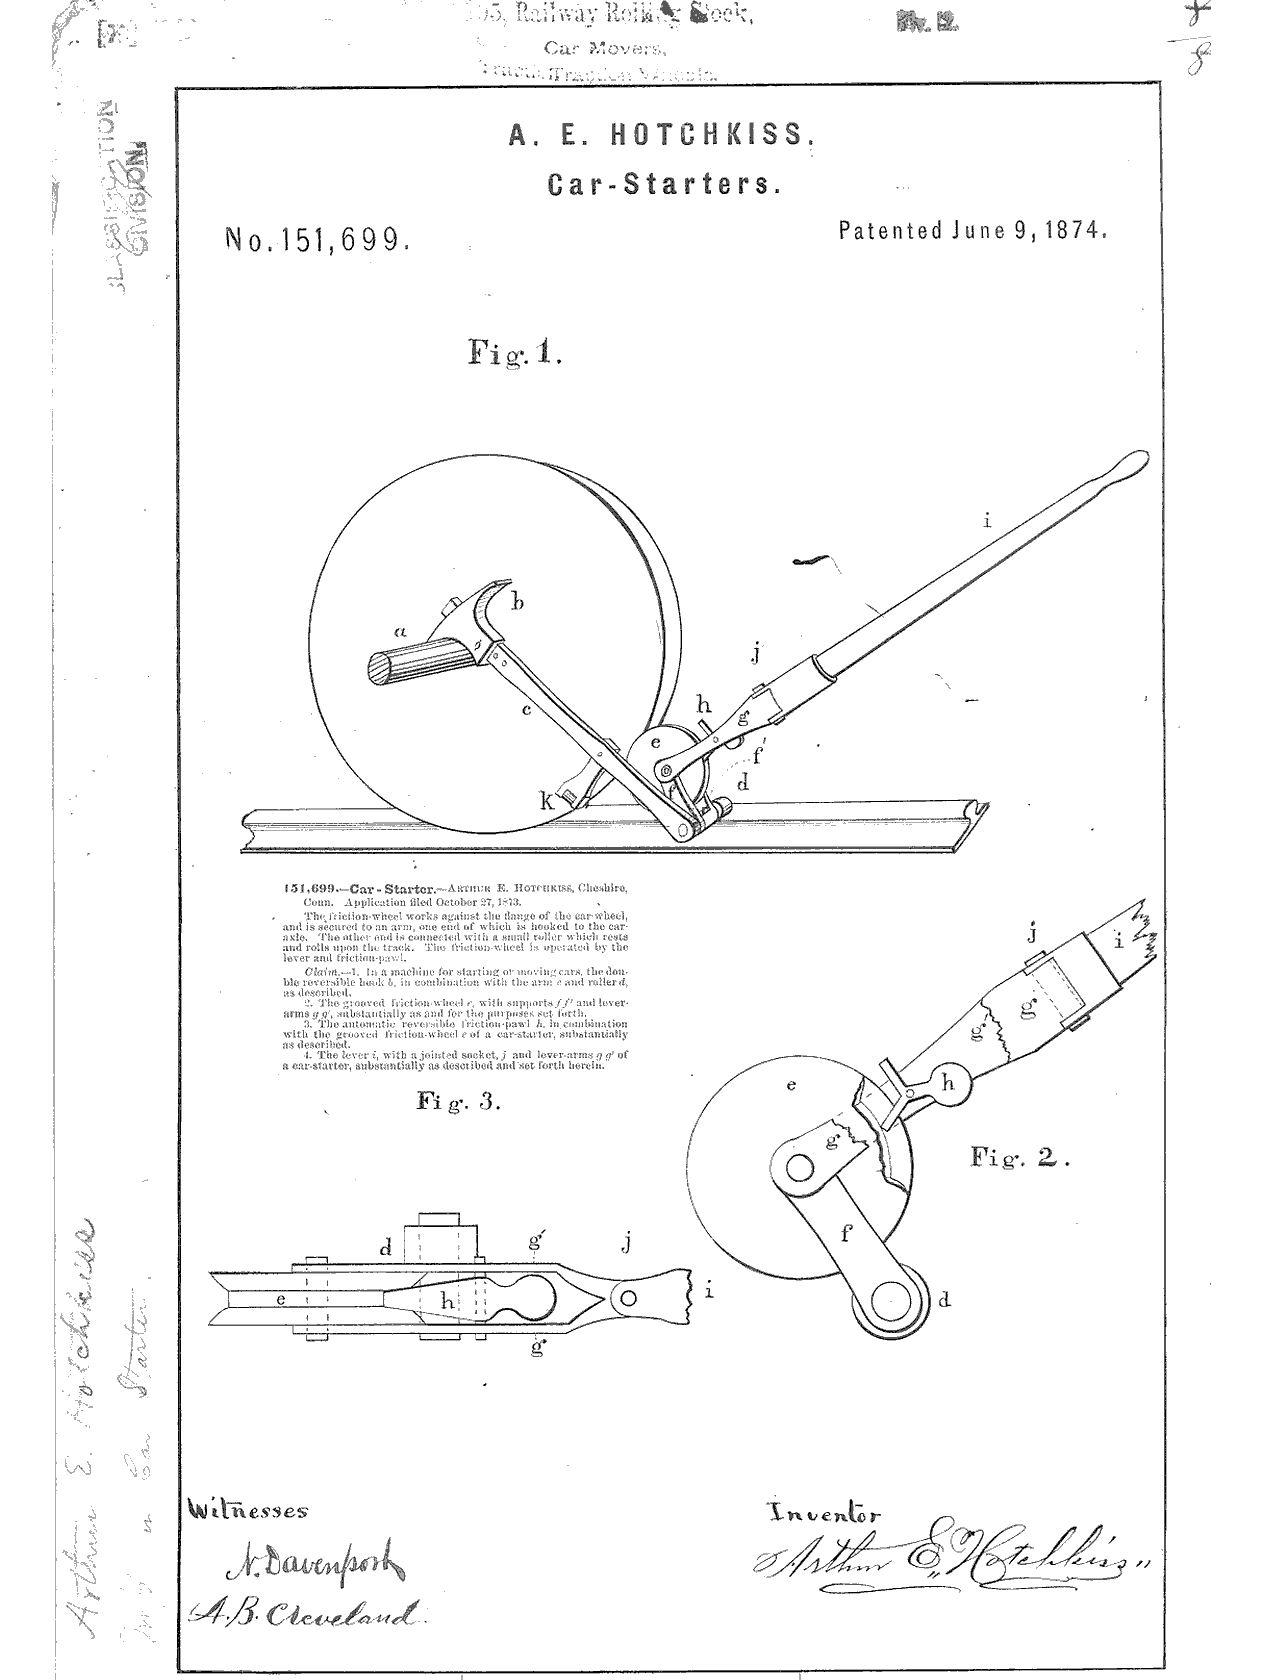 Railway Rolling Stock,
Car Movers,
A. E. HOTCHKISS.
Car-Starters.
No. 151,699.
Patented June 9, 1874.
Fig. 1.
i
b
a
j
c
h
g
e
f'
f
d
k
151,699.—Car-Starter.—ARTHUR E. HOTCHKISS, Cheshire,
Conn. Application filed October 27, 1873.
The friction-wheel works against the flange of the car-wheel,
and is secured to an arm, one end of which is hooked to the car-
axle. The other end is connected with a small roller which rests
and rolls upon the track. The friction-wheel is operated by the
lever and friction-pawl.
Claim.—1. In a machine for starting or moving cars, the dou-
ble reversible hook b, in combination with the arm c and roller d,
as described.
2. The grooved friction-wheel e, with supports f f' and lever-
arms g g', substantially as and for the purposes set forth.
3. The automatic reversible friction-pawl h, in combination
with the grooved friction-wheel e of a car-starter, substantially
as described.
4. The lever i, with a jointed socket, j and lever-arms g g' of
a car-starter, substantially as described and set forth herein.
j
i
g
g'
h
e
g
Fig. 2.
f
d
Fig. 3.
d
g'
j
i
e
h
g
Witnesses
N. Davenport
A. B. Cleveland.
Inventor
Arthur E. Hotchkiss
Arthur E. Hotchkiss
Car Starter.
DIVISION.